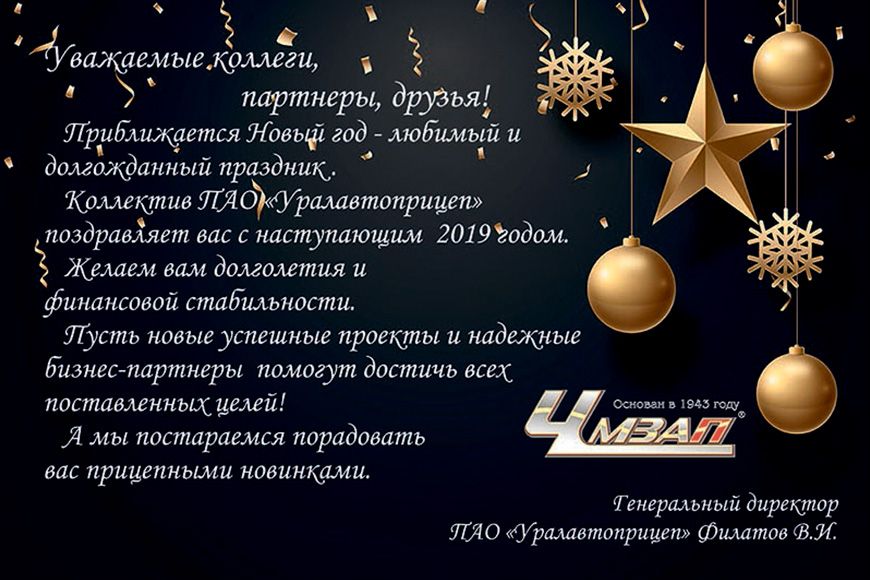 Уважаемые коллеги,
партнеры, друзья!
Приближается Новый год - любимый и
долгожданный праздник .
Коллектив ПАО «Уралавтоприцеп»
поздравляет вас с наступающим 2019 годом.
Желаем вам долголетия и
финансовой стабильности.
Пусть новые успешные проекты и надежные
бизнес-партнеры помогут достичь всех
поставленных целей!
А мы постараемся порадовать
вас прицепными новинками.
Основан в 1943 году
ЧМЗАП®
Генеральный директор
ПАО «Уралавтоприцеп» Филатов В.И.